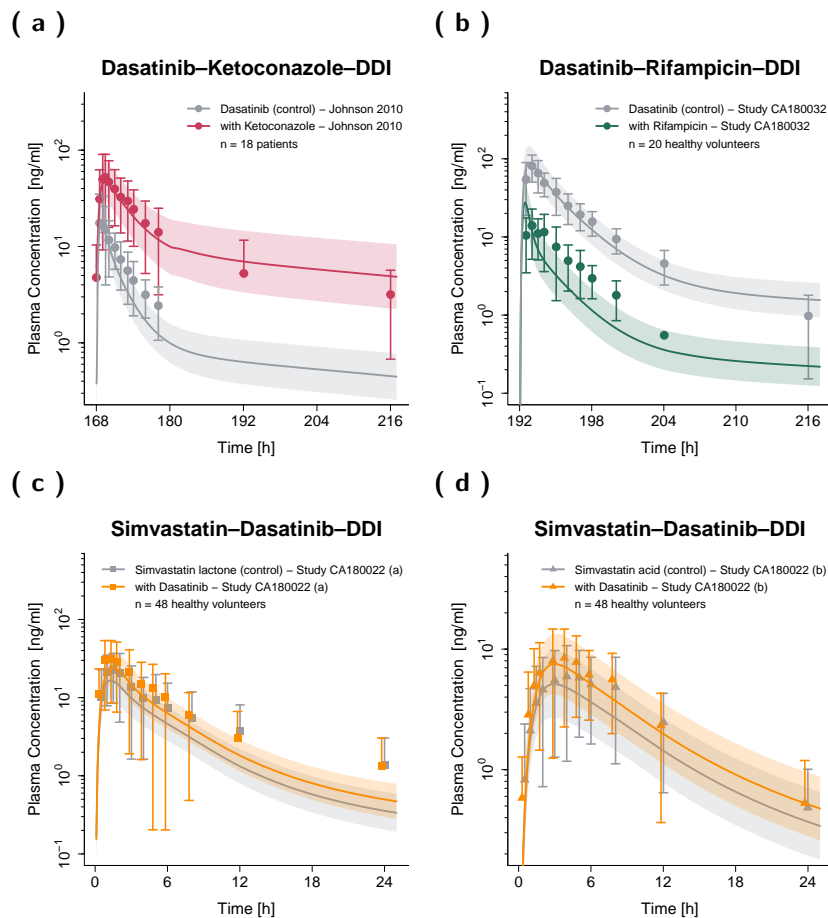 ( a )
Dasatinib–Ketoconazole–DDI
Dasatinib (control) – Johnson 2010
with Ketoconazole – Johnson 2010
n = 18 patients
Plasma Concentration [ng/ml]
10^2
10^1
10^0
168 180 192 204 216
Time [h]
( b )
Dasatinib–Rifampicin–DDI
Dasatinib (control) – Study CA180032
with Rifampicin – Study CA180032
n = 20 healthy volunteers
Plasma Concentration [ng/ml]
10^2
10^1
10^0
10^−1
192 198 204 210 216
Time [h]
( c )
Simvastatin–Dasatinib–DDI
Simvastatin lactone (control) – Study CA180022 (a)
with Dasatinib – Study CA180022 (a)
n = 48 healthy volunteers
Plasma Concentration [ng/ml]
10^2
10^1
10^0
10^−1
0 6 12 18 24
Time [h]
( d )
Simvastatin–Dasatinib–DDI
Simvastatin acid (control) – Study CA180022 (b)
with Dasatinib – Study CA180022 (b)
n = 48 healthy volunteers
Plasma Concentration [ng/ml]
10^1
10^0
0 6 12 18 24
Time [h]